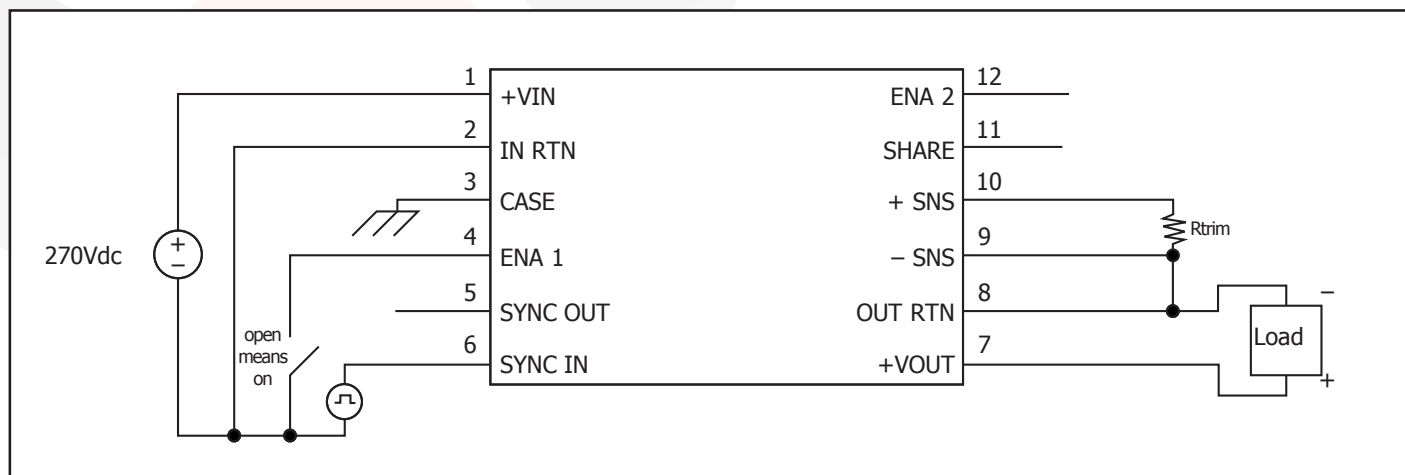 1
+VIN
2
IN RTN
3
CASE
4
ENA 1
5
SYNC OUT
6
SYNC IN
12
ENA 2
11
SHARE
10
+ SNS
9
− SNS
8
OUT RTN
7
+VOUT
270Vdc
+
−
open
means
on
Rtrim
−
Load
+